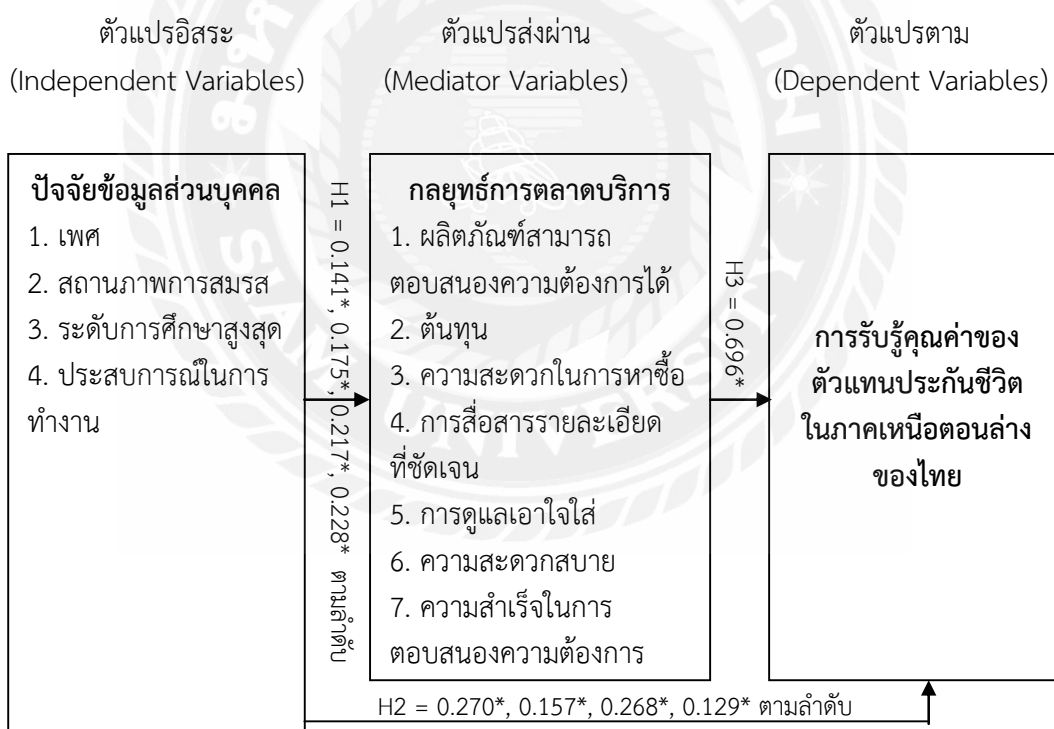 ตัวแปรอิสระ
(Independent Variables)
ตัวแปรส่งผ่าน
(Mediator Variables)
ตัวแปรตาม
(Dependent Variables)
ปัจจัยข้อมูลส่วนบุคคล
1. เพศ
2. สถานภาพการสมรส
3. ระดับการศึกษาสูงสุด
4. ประสบการณ์ในการ
ทำงาน
H1 = 0.141*, 0.175*, 0.217*, 0.228* ตามลำดับ
กลยุทธ์การตลาดบริการ
1. ผลิตภัณฑ์สามารถ
ตอบสนองความต้องการได้
2. ต้นทุน
3. ความสะดวกในการหาซื้อ
4. การสื่อสารรายละเอียด
ที่ชัดเจน
5. การดูแลเอาใจใส่
6. ความสะดวกสบาย
7. ความสำเร็จในการ
ตอบสนองความต้องการ
H3 = 0.696*
การรับรู้คุณค่าของ
ตัวแทนประกันชีวิต
ในภาคเหนือตอนล่าง
ของไทย
H2 = 0.270*, 0.157*, 0.268*, 0.129* ตามลำดับ
SIAM UNIVERSITY